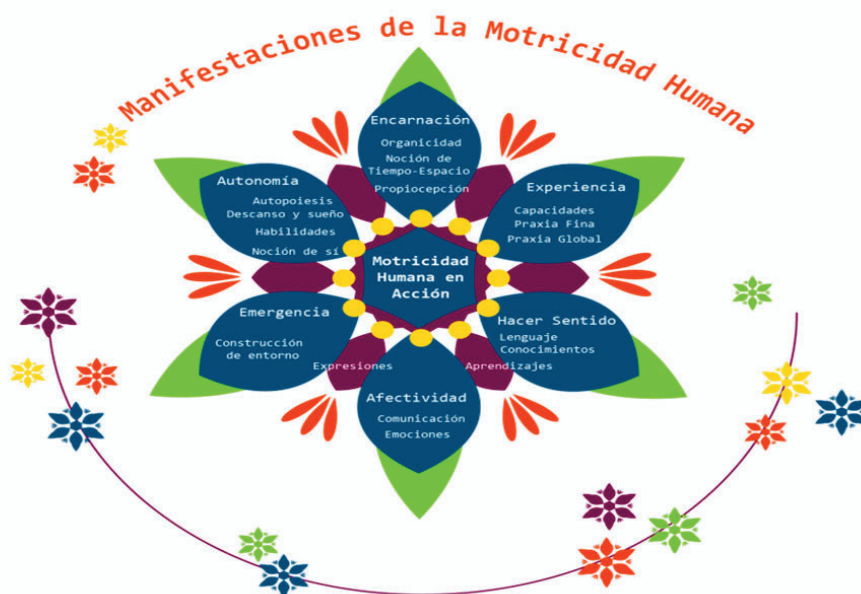 Manifestaciones de la Motricidad Humana
Encarnación
Organicidad
Noción de
Tiempo-Espacio
Propiocepción
Autonomía
Autopoiesis
Descanso y sueño
Habilidades
Noción de sí
Experiencia
Capacidades
Praxia Fina
Praxia Global
Motricidad
Humana en
Acción
Emergencia
Construcción
de entorno
Expresiones
Hacer Sentido
Lenguaje
Conocimientos
Aprendizajes
Afectividad
Comunicación
Emociones